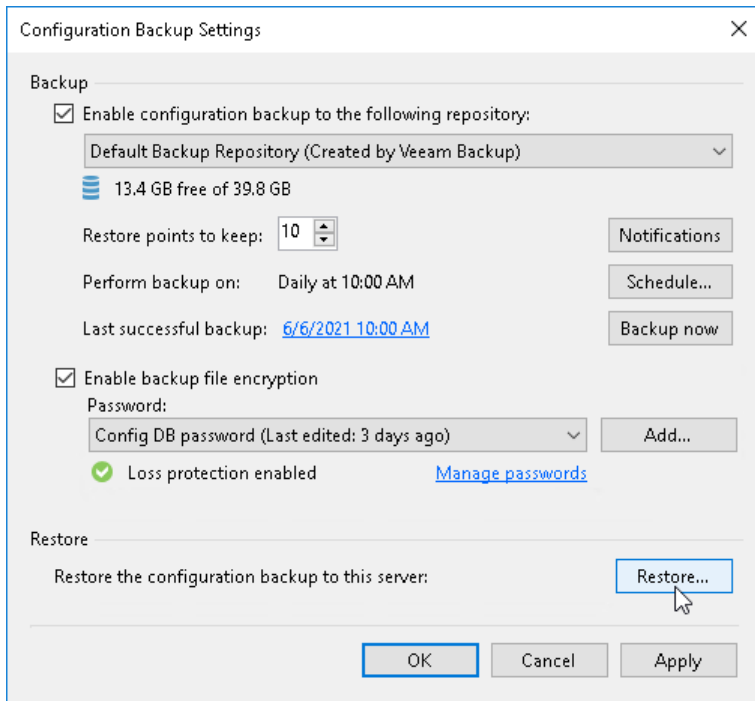 Configuration Backup Settings
Backup
Enable configuration backup to the following repository:
Default Backup Repository (Created by Veeam Backup)
13.4 GB free of 39.8 GB
Restore points to keep: 10 Notifications
Perform backup on: Daily at 10:00 AM Schedule...
Last successful backup: 6/6/2021 10:00 AM Backup now
Enable backup file encryption
Password:
Config DB password (Last edited: 3 days ago) Add...
Loss protection enabled Manage passwords
Restore
Restore the configuration backup to this server: Restore...
OK Cancel Apply